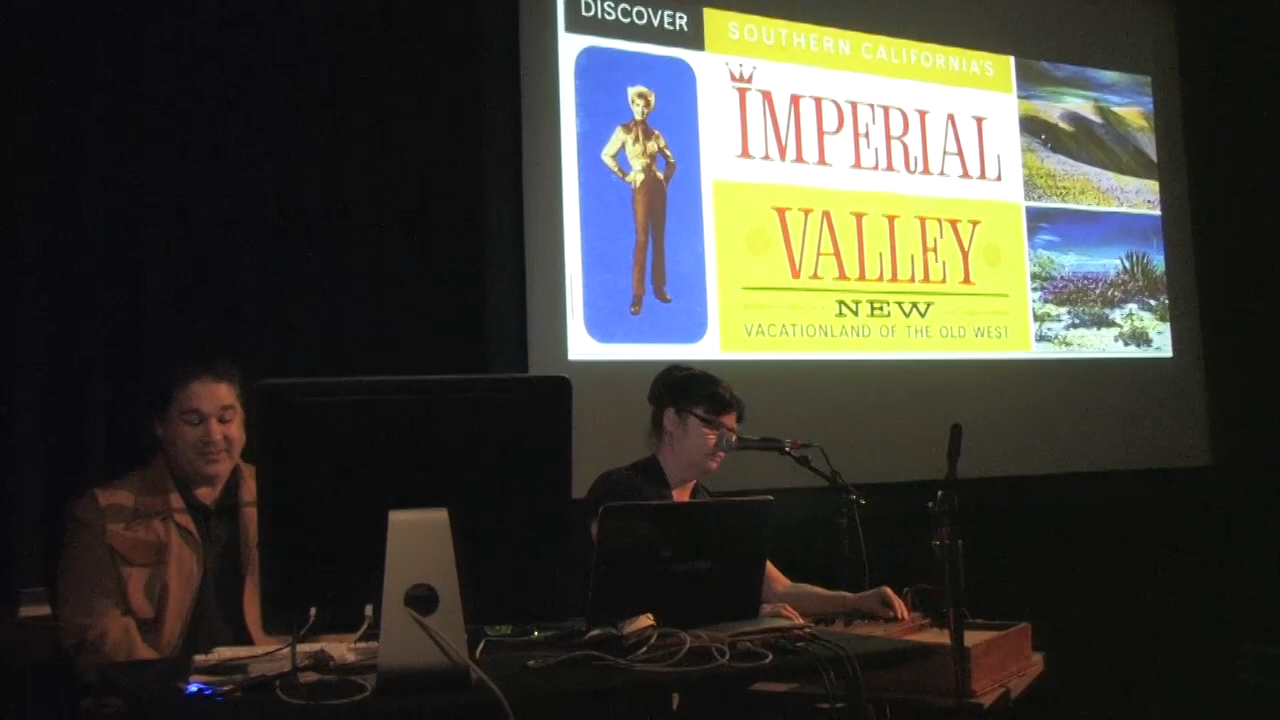 DISCOVER
SOUTHERN CALIFORNIA'S
IMPERIAL
VALLEY
NEW
VACATIONLAND OF THE OLD WEST